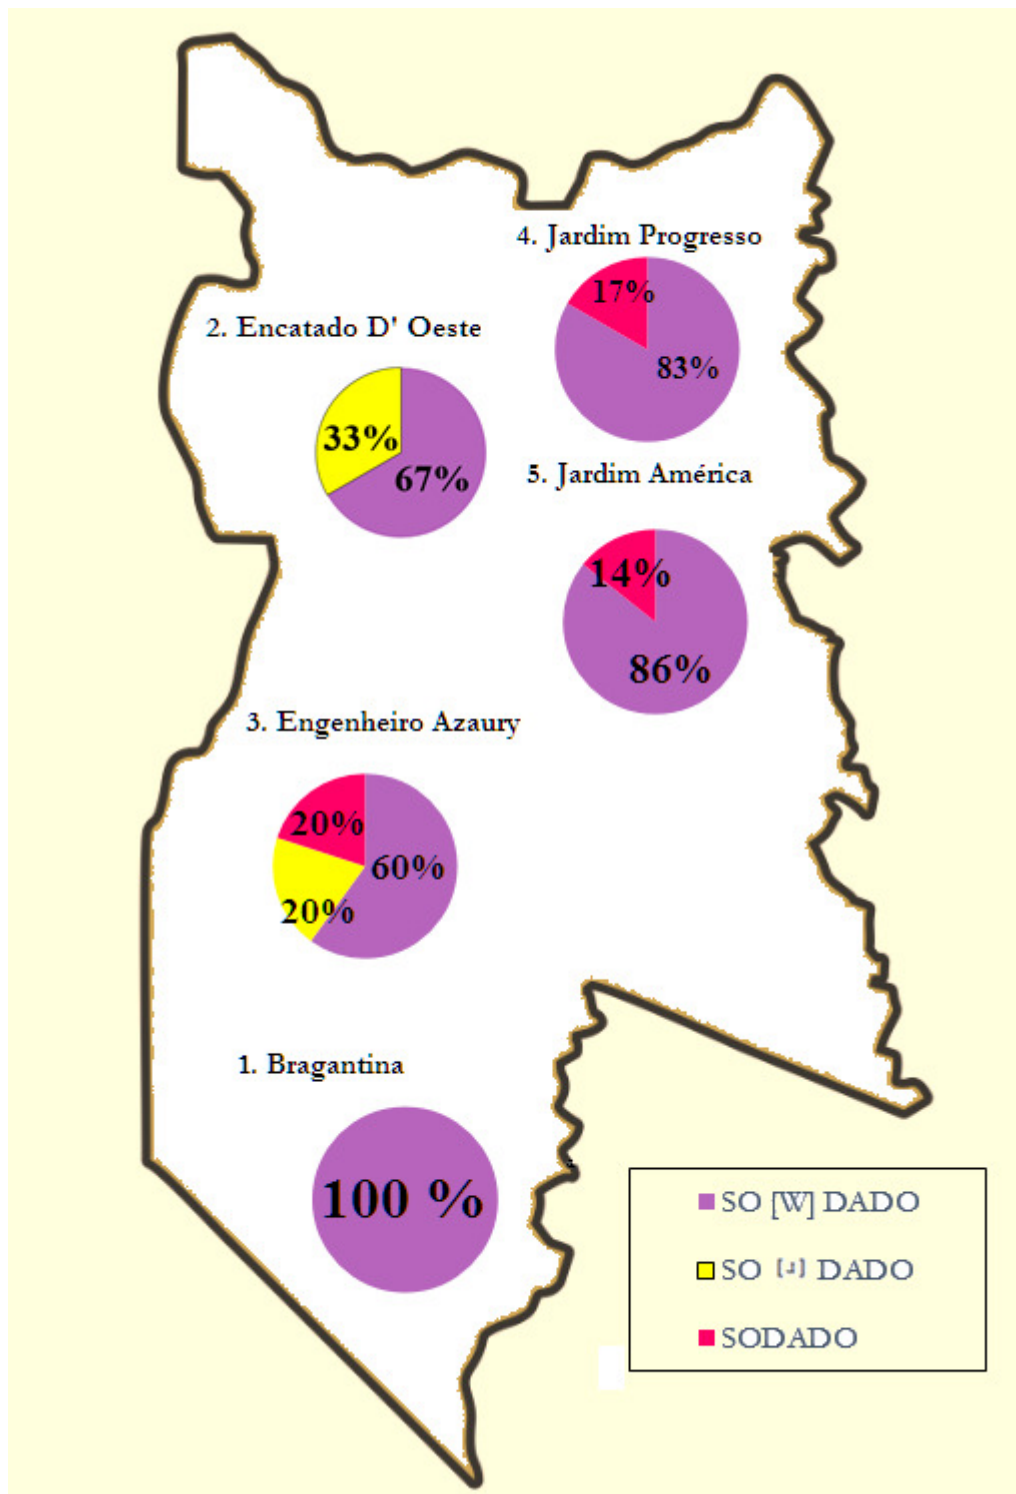 4. Jardim Progresso
17%
83%
2. Encatado D' Oeste
33%
67%
5. Jardim América
14%
86%
3. Engenheiro Azaury
20%
60%
20%
1. Bragantina
100 %
SO [W] DADO
SO [ɹ] DADO
SODADO